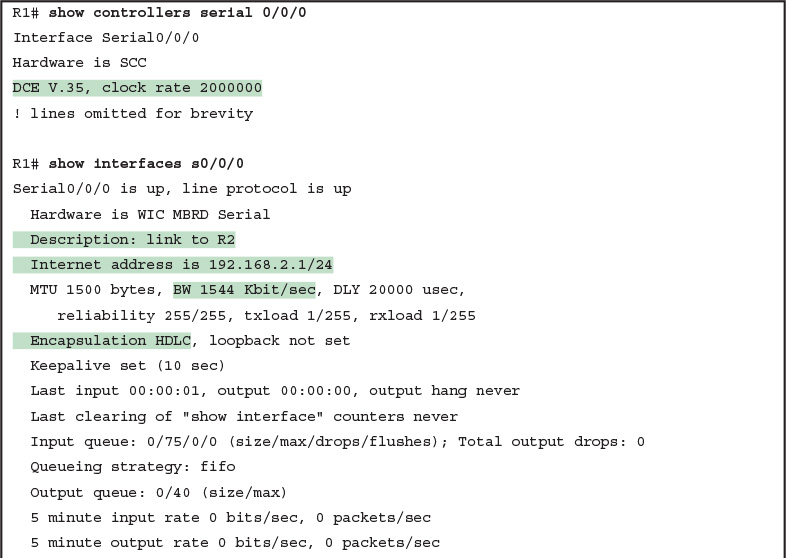 R1# show controllers serial 0/0/0
Interface Serial0/0/0
Hardware is SCC
DCE V.35, clock rate 2000000
! lines omitted for brevity
R1# show interfaces s0/0/0
Serial0/0/0 is up, line protocol is up
Hardware is WIC MBRD Serial
Description: link to R2
Internet address is 192.168.2.1/24
MTU 1500 bytes, BW 1544 Kbit/sec, DLY 20000 usec,
reliability 255/255, txload 1/255, rxload 1/255
Encapsulation HDLC, loopback not set
Keepalive set (10 sec)
Last input 00:00:01, output 00:00:00, output hang never
Last clearing of "show interface" counters never
Input queue: 0/75/0/0 (size/max/drops/flushes); Total output drops: 0
Queueing strategy: fifo
Output queue: 0/40 (size/max)
5 minute input rate 0 bits/sec, 0 packets/sec
5 minute output rate 0 bits/sec, 0 packets/sec